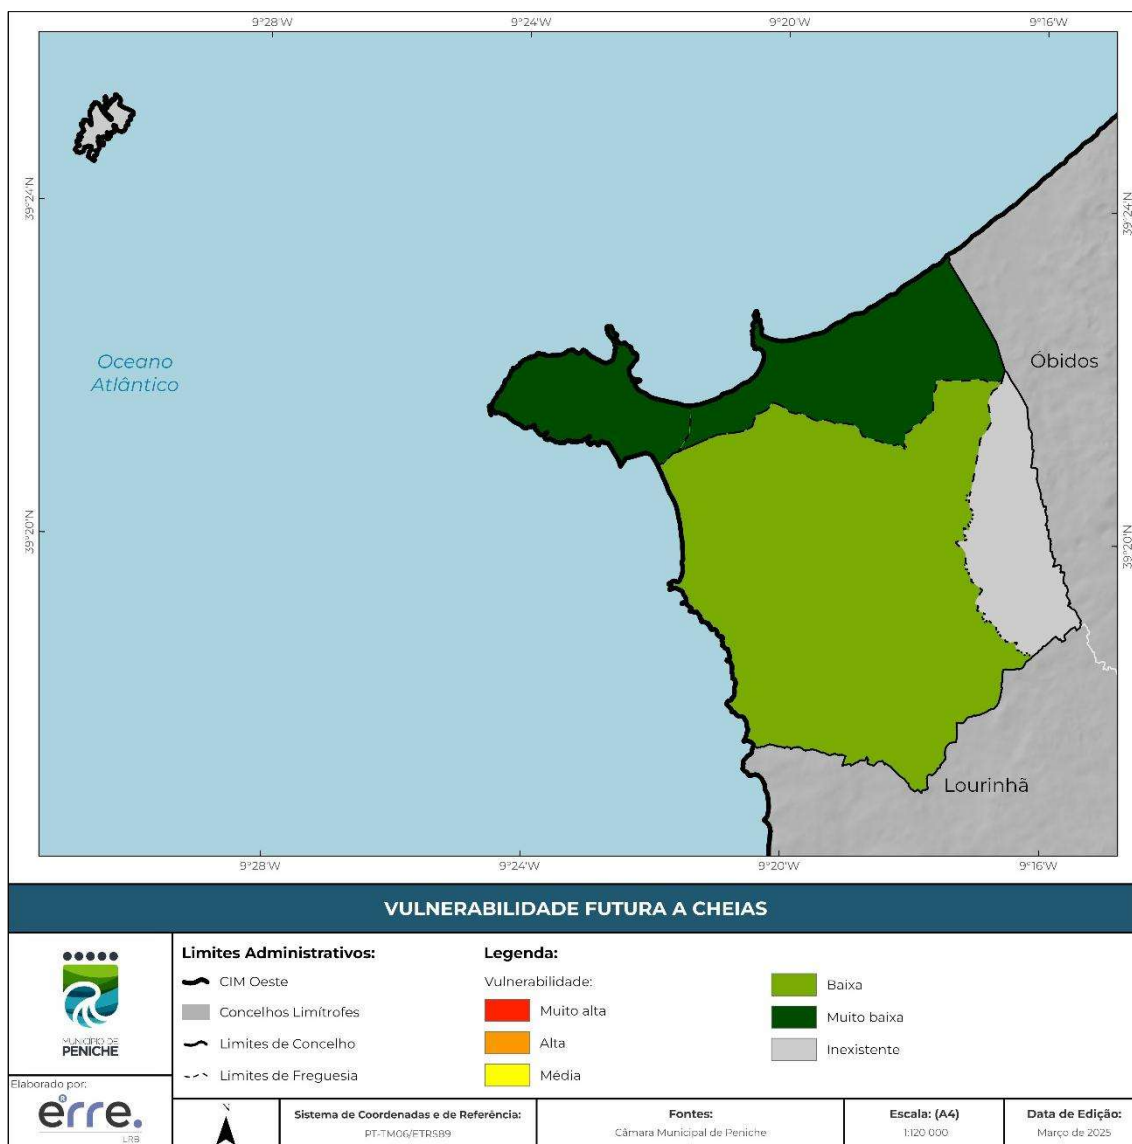 9°28'W
9°24'W
9°20'W
9°16'W
39°24'N
39°24'N
Oceano
Atlântico
Óbidos
39°20'N
39°20'N
Lourinhã
9°28'W
9°24'W
9°20'W
9°16'W
VULNERABILIDADE FUTURA A CHEIAS
MUNICÍPIO DE
PENICHE
Elaborado por:
erre.
R
LRB
Limites Administrativos:
CIM Oeste
Concelhos Limítrofes
Limites de Concelho
Limites de Freguesia
Legenda:
Vulnerabilidade:
Muito alta
Alta
Média
Baixa
Muito baixa
Inexistente
N
Sistema de Coordenadas e de Referência:
PT-TM06/ETRS89
Fontes:
Câmara Municipal de Peniche
Escala: (A4)
1:120 000
Data de Edição:
Março de 2025